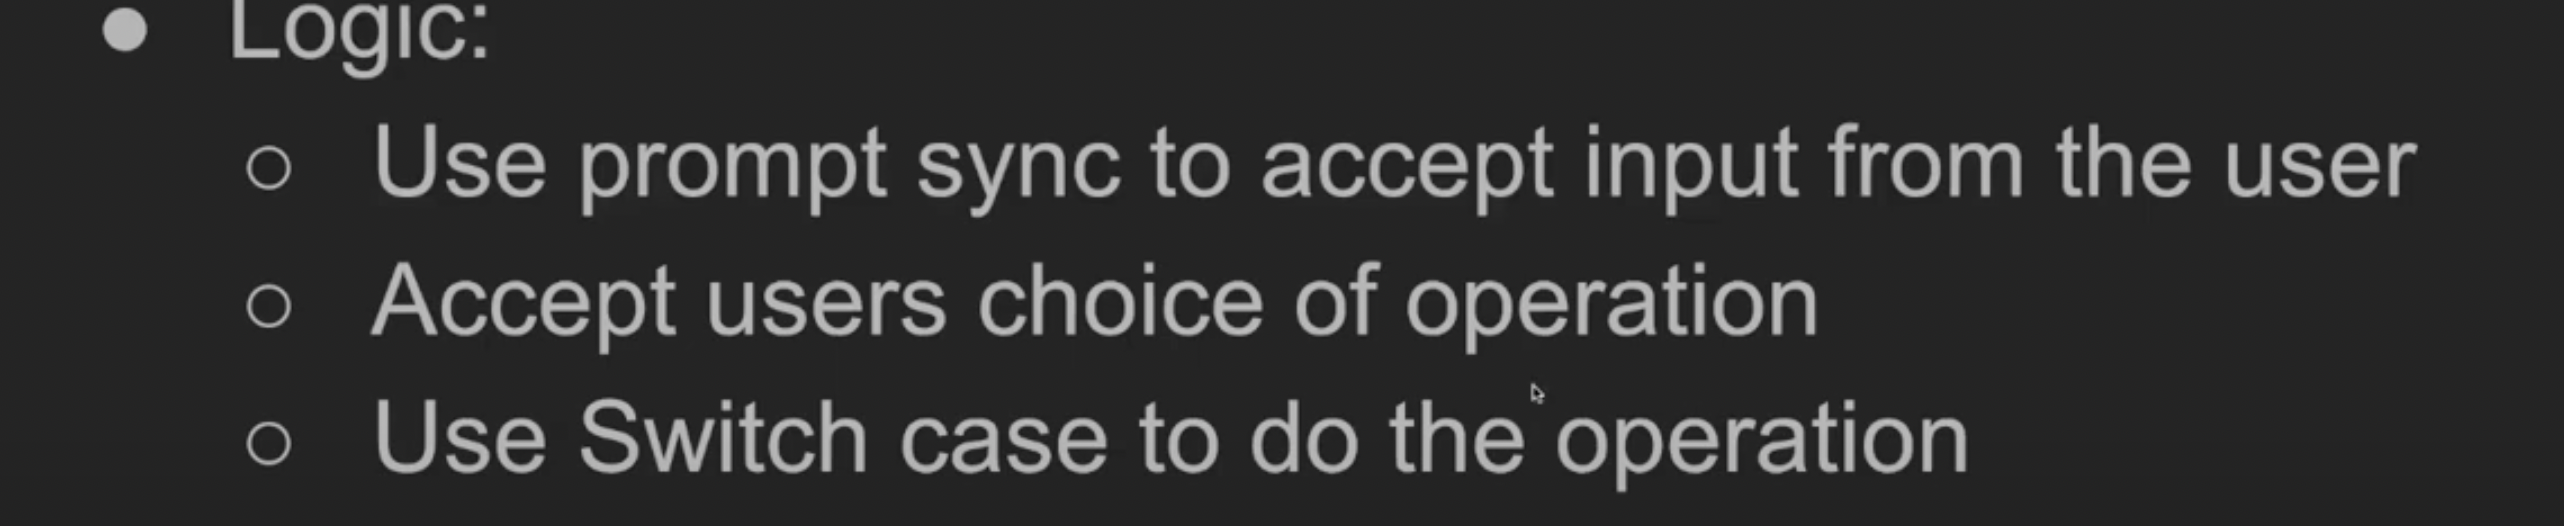 ● Logic:
○ Use prompt sync to accept input from the user
○ Accept users choice of operation
○ Use Switch case to do the operation